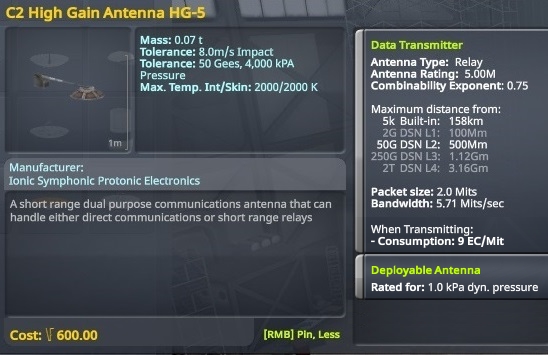 C2 High Gain Antenna HG-5
Mass: 0.07 t
Tolerance: 8.0m/s Impact
Tolerance: 50 Gees, 4,000 kPA
Pressure
Max. Temp. Int/Skin: 2000/2000 K
1m
Manufacturer:
Ionic Symphonic Protonic Electronics
A short range dual purpose communications antenna that can
handle either direct communications or short range relays
Cost: 600.00
[RMB] Pin, Less
Data Transmitter
Antenna Type: Relay
Antenna Rating: 5.00M
Combinability Exponent: 0.75
Maximum distance from:
5k Built-in: 158km
2G DSN L1: 100Mm
50G DSN L2: 500Mm
250G DSN L3: 1.12Gm
2T DSN L4: 3.16Gm
Packet size: 2.0 Mits
Bandwidth: 5.71 Mits/sec
When Transmitting:
- Consumption: 9 EC/Mit
Deployable Antenna
Rated for: 1.0 kPa dyn. pressure